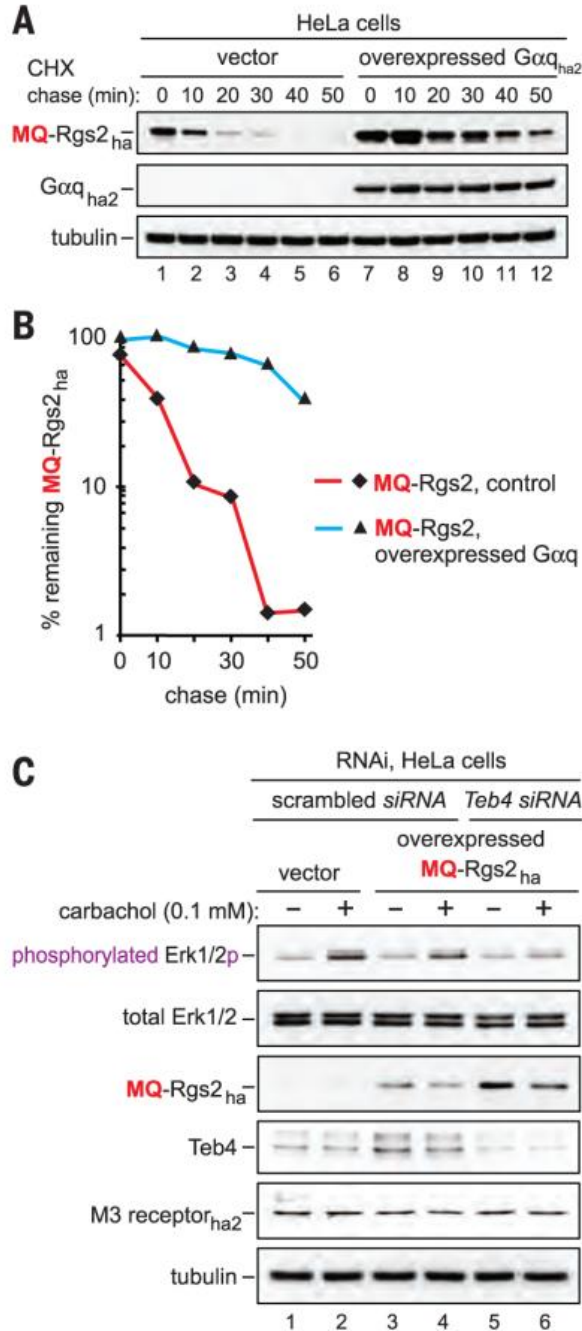 A
HeLa cells
vector overexpressed Gαqha2
CHX
chase (min): 0 10 20 30 40 50 0 10 20 30 40 50
MQ-Rgs2ha
Gαqha2
tubulin
1 2 3 4 5 6 7 8 9 10 11 12
B
% remaining MQ-Rgs2ha
100
10
1
0 10 30 50
chase (min)
MQ-Rgs2, control
MQ-Rgs2,
overexpressed Gαq
C
RNAi, HeLa cells
scrambled siRNA Teb4 siRNA
overexpressed
vector MQ-Rgs2ha
carbachol (0.1 mM): – + – + – +
phosphorylated Erk1/2p
total Erk1/2
MQ-Rgs2ha
Teb4
M3 receptorha2
tubulin
1 2 3 4 5 6